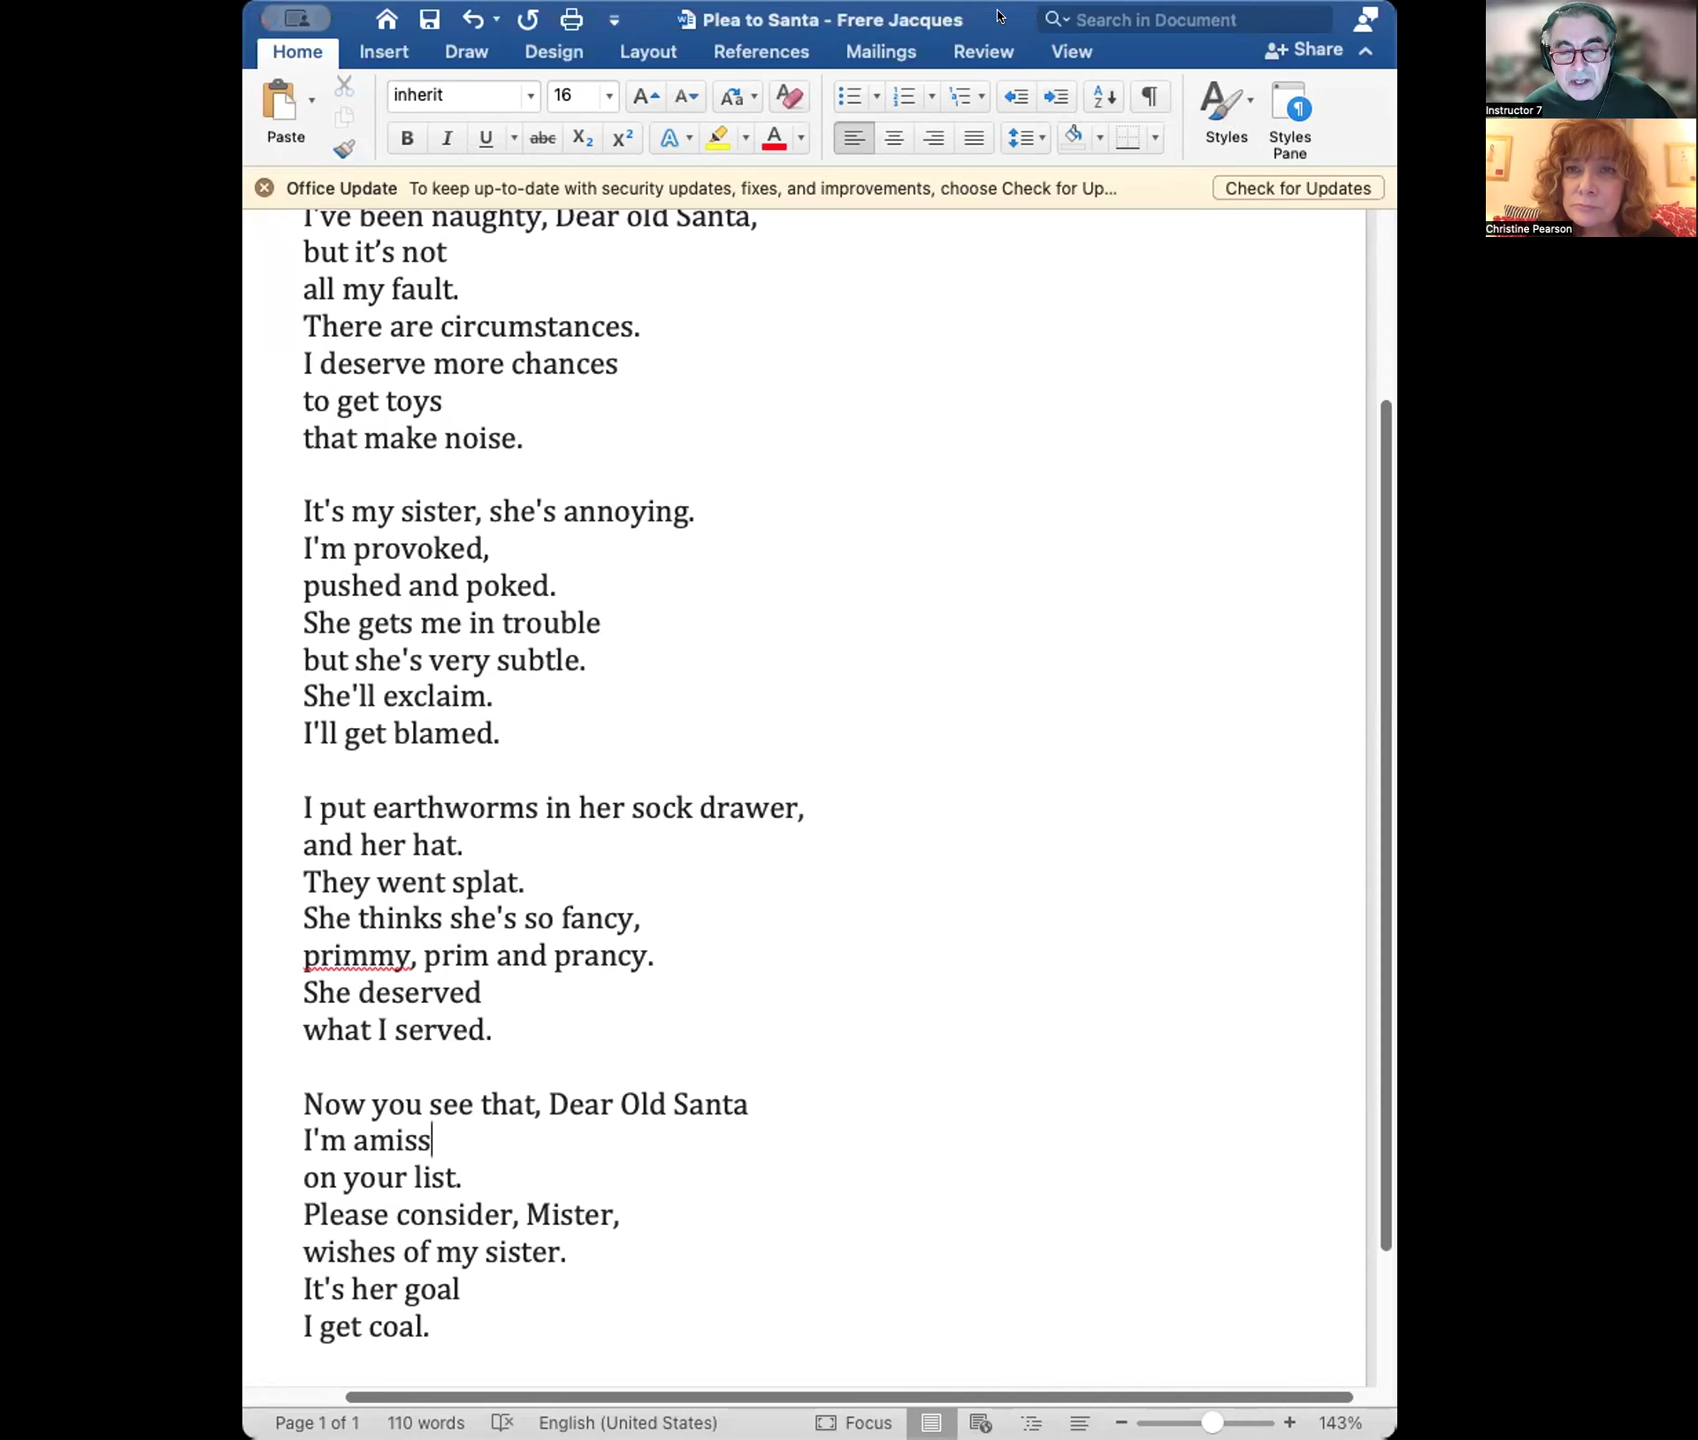 Plea to Santa - Frere Jacques
Search in Document
Home Insert Draw Design Layout References Mailings Review View Share
Paste
inherit
16
Styles
Styles Pane
Office Update To keep up-to-date with security updates, fixes, and improvements, choose Check for Up...
Check for Updates
I've been naughty, Dear old Santa,
but it’s not
all my fault.
There are circumstances.
I deserve more chances
to get toys
that make noise.
It's my sister, she's annoying.
I'm provoked,
pushed and poked.
She gets me in trouble
but she's very subtle.
She'll exclaim.
I'll get blamed.
I put earthworms in her sock drawer,
and her hat.
They went splat.
She thinks she's so fancy,
primmy, prim and prancy.
She deserved
what I served.
Now you see that, Dear Old Santa
I'm amiss
on your list.
Please consider, Mister,
wishes of my sister.
It's her goal
I get coal.
Page 1 of 1 110 words English (United States) Focus 143%
Instructor 7
Christine Pearson